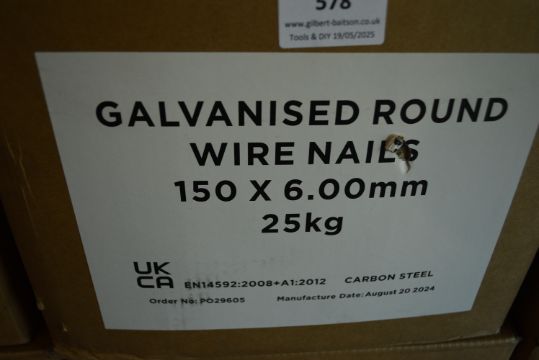 578
www.gilbert-baitson.co.uk
Tools & DIY 19/05/2025
GALVANISED ROUND
WIRE NAILS
150 X 6.00mm
25kg
UK
CA
EN14592:2008+A1:2012 CARBON STEEL
Order No: PO29605 Manufacture Date: August 20 2024